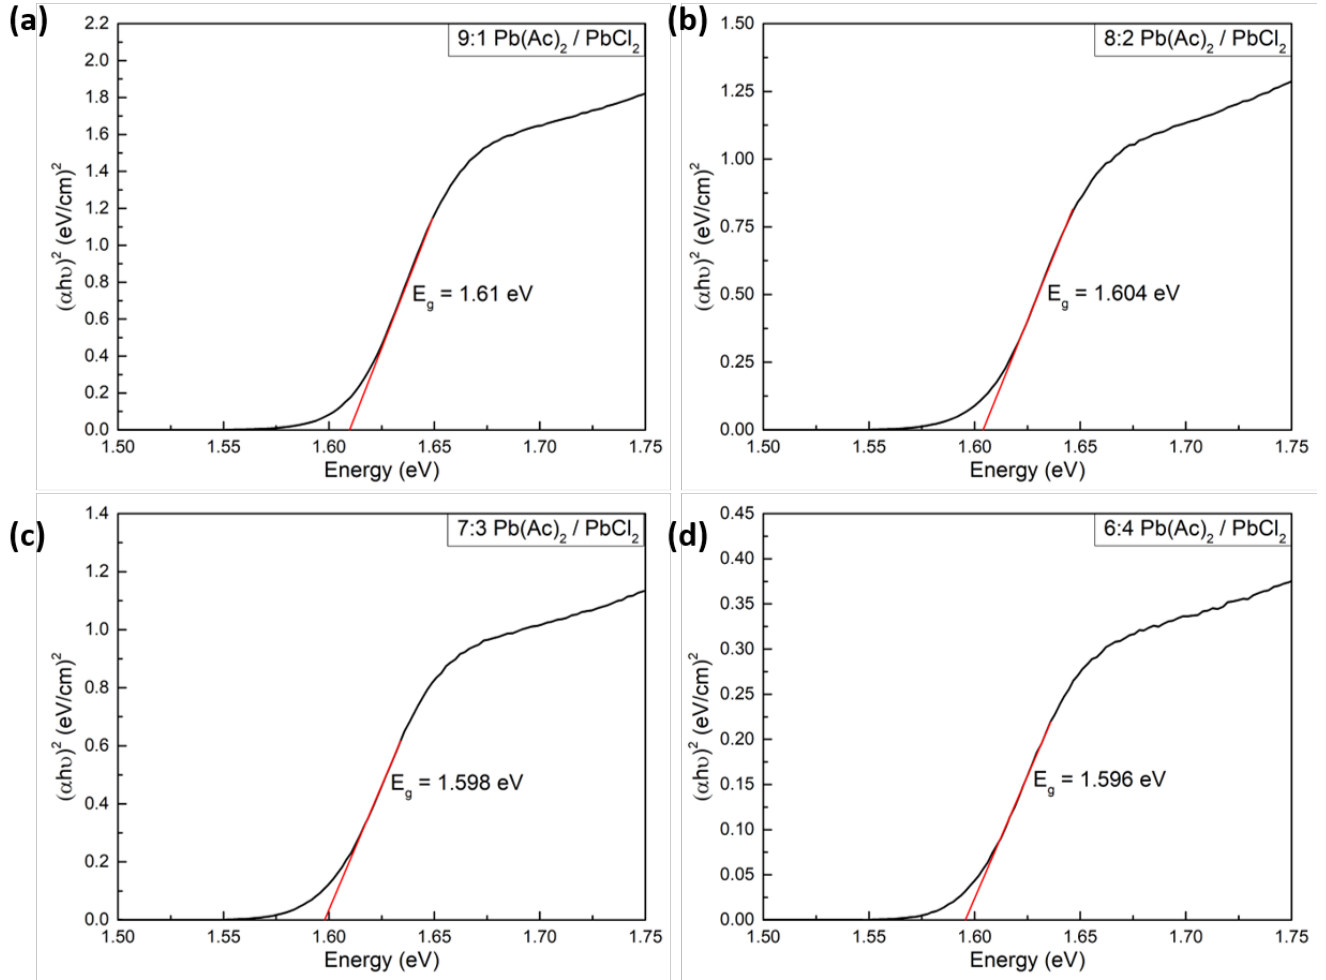 (a)
9:1 Pb(Ac)₂ / PbCl₂
(αhυ)² (eV/cm)²
2.2
2.0
1.8
1.6
1.4
1.2
1.0
0.8
0.6
0.4
0.2
0.0
E_g = 1.61 eV
1.50 1.55 1.60 1.65 1.70 1.75
Energy (eV)
(b)
8:2 Pb(Ac)₂ / PbCl₂
(αhυ)² (eV/cm)²
1.50
1.25
1.00
0.75
0.50
0.25
0.00
E_g = 1.604 eV
1.50 1.55 1.60 1.65 1.70 1.75
Energy (eV)
(c)
7:3 Pb(Ac)₂ / PbCl₂
(αhυ)² (eV/cm)²
1.4
1.2
1.0
0.8
0.6
0.4
0.2
0.0
E_g = 1.598 eV
1.50 1.55 1.60 1.65 1.70 1.75
Energy (eV)
(d)
6:4 Pb(Ac)₂ / PbCl₂
(αhυ)² (eV/cm)²
0.45
0.40
0.35
0.30
0.25
0.20
0.15
0.10
0.05
0.00
E_g = 1.596 eV
1.50 1.55 1.60 1.65 1.70 1.75
Energy (eV)